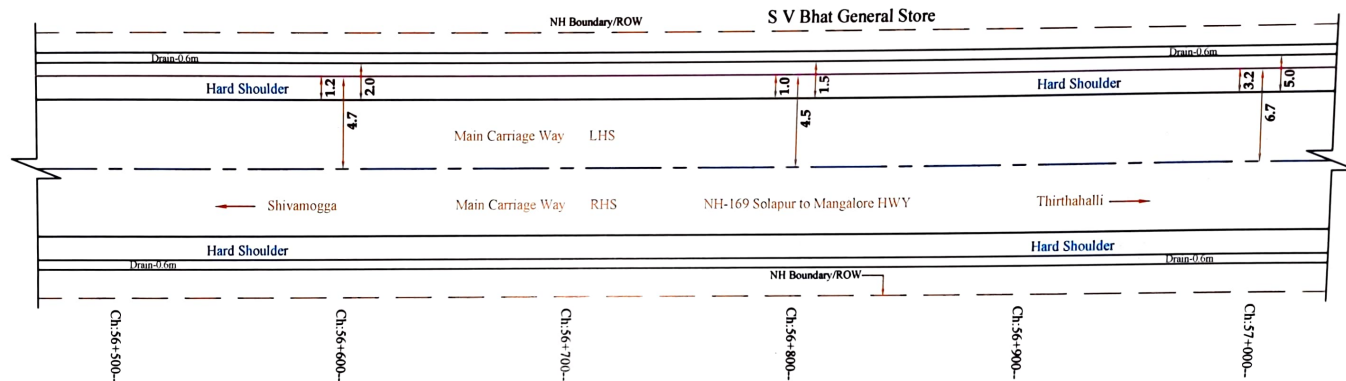 S V Bhat General Store
NH Boundary/ROW
Drain-0.6m
Drain-0.6m
Hard Shoulder
1.2
2.0
4.7
1.0
1.5
4.5
Hard Shoulder
3.2
5.0
6.7
Main Carriage Way LHS
Shivamogga
Main Carriage Way RHS
NH-169 Solapur to Mangalore HWY
Thirthahalli
Hard Shoulder
Hard Shoulder
Drain-0.6m
Drain-0.6m
NH Boundary/ROW
Ch:56+500--
Ch:56+600--
Ch:56+700--
Ch:56+800--
Ch:56+900--
Ch:57+000--